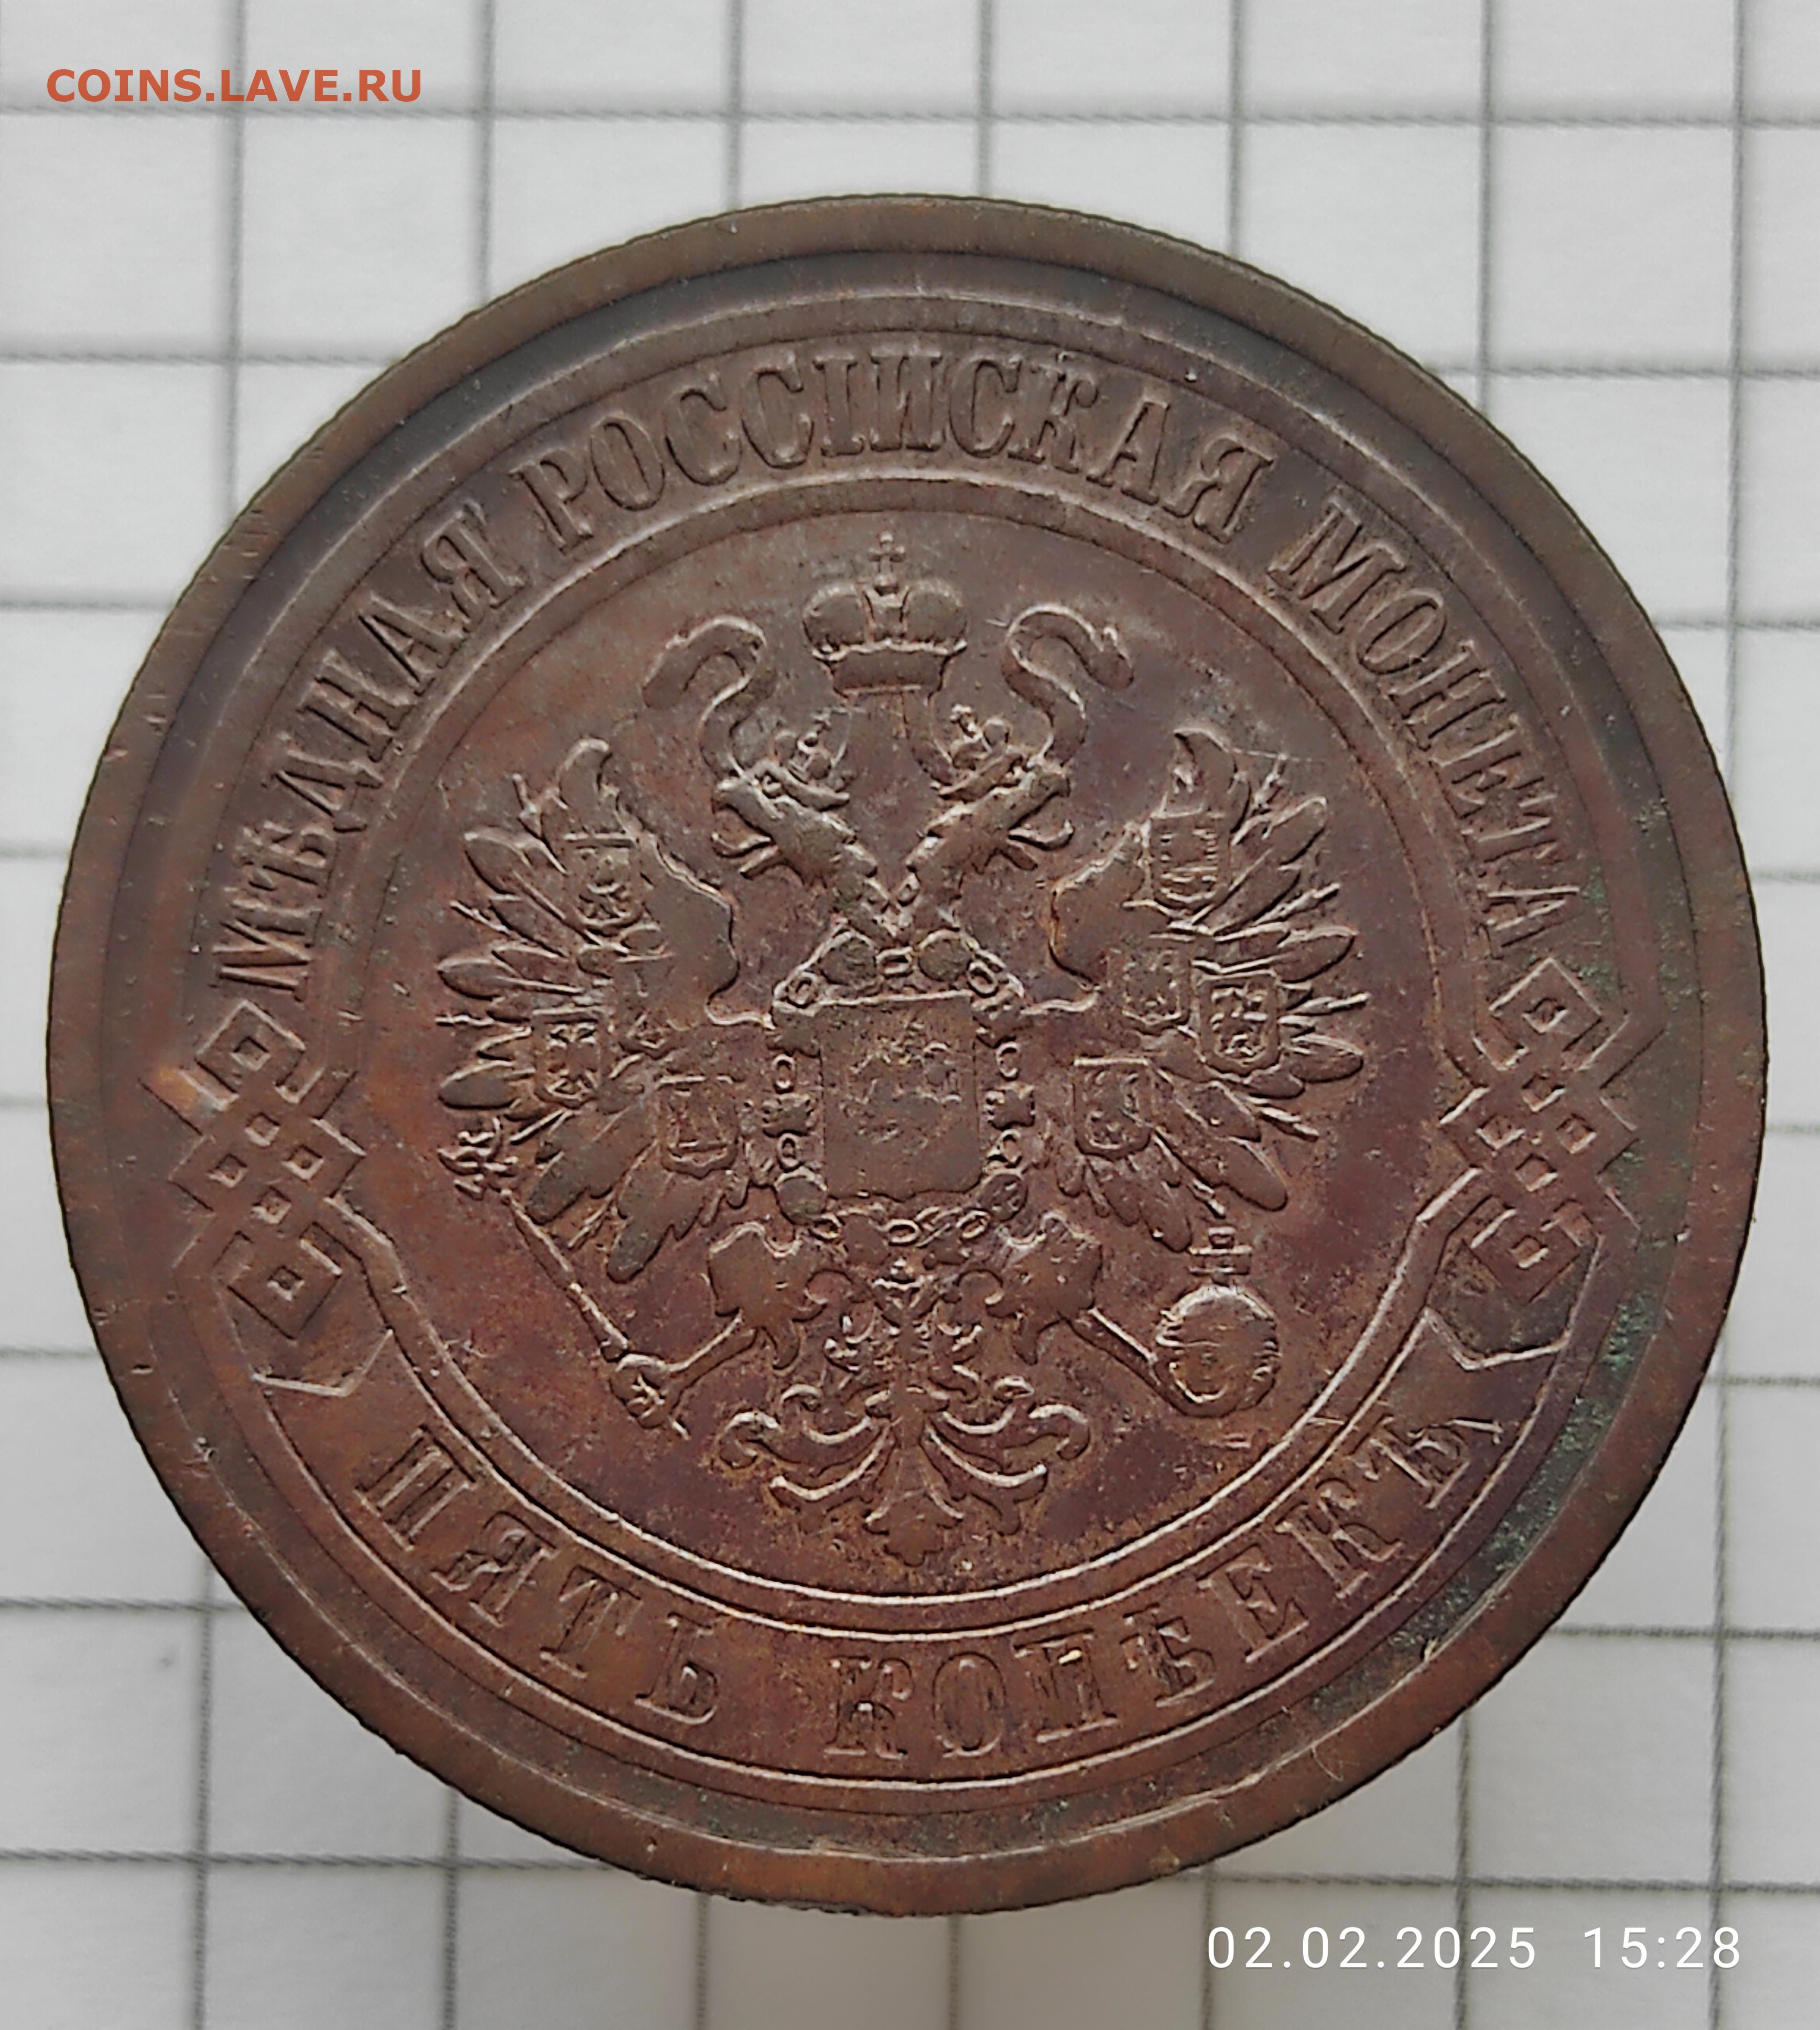 COINS.LAVE.RU
МѢДНАЯ РОССІЙСКАЯ МОНЕТА
ПЯТЬ КОПѢЕКЪ
02.02.2025 15:28